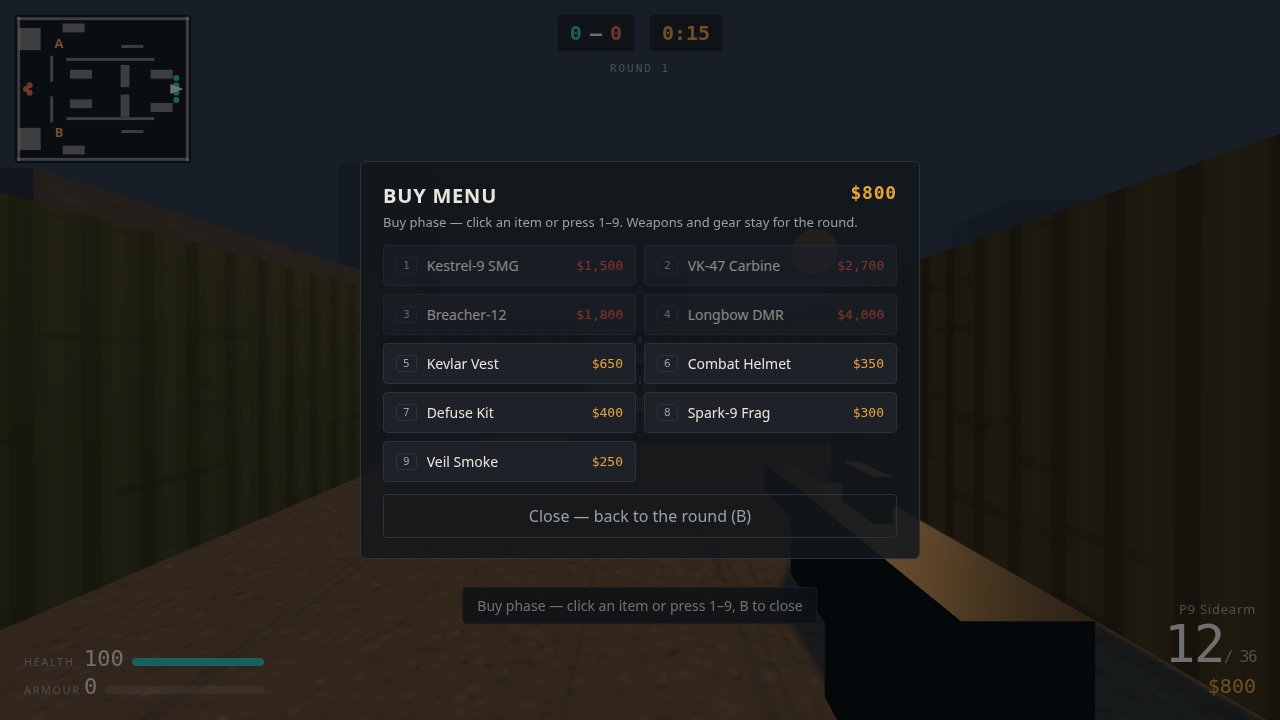 A
B
0 — 0
0:15
ROUND 1
BUY MENU
$800
Buy phase — click an item or press 1–9. Weapons and gear stay for the round.
1 Kestrel-9 SMG $1,500
2 VK-47 Carbine $2,700
3 Breacher-12 $1,800
4 Longbow DMR $4,000
5 Kevlar Vest $650
6 Combat Helmet $350
7 Defuse Kit $400
8 Spark-9 Frag $300
9 Veil Smoke $250
Close — back to the round (B)
Buy phase — click an item or press 1–9, B to close
HEALTH 100
ARMOUR 0
P9 Sidearm
12 / 36
$800